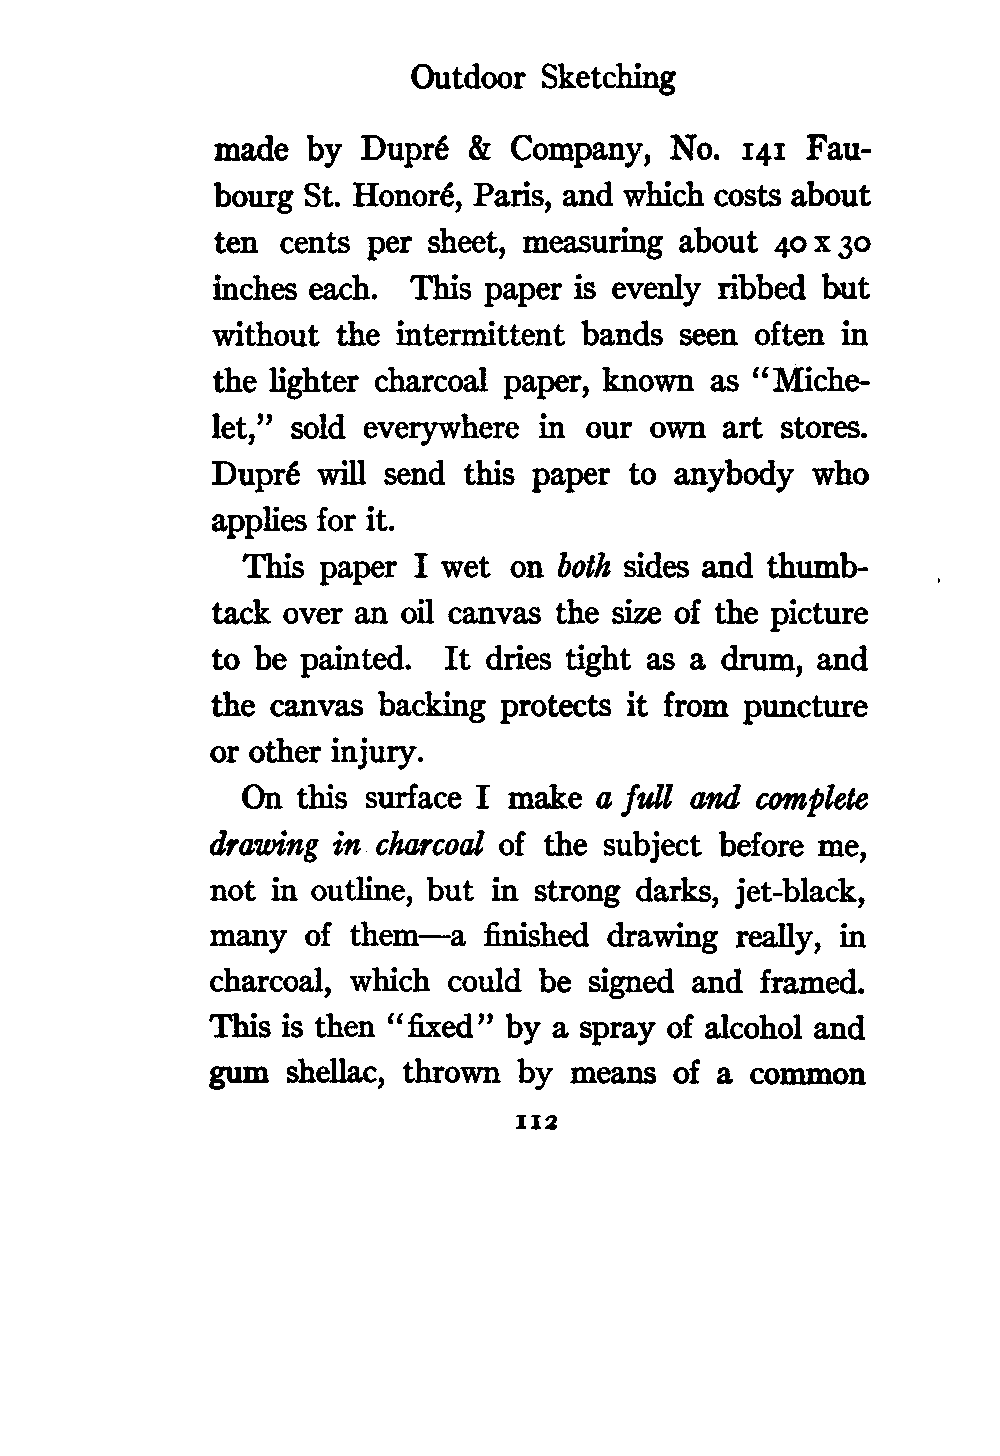 Outdoor Sketching
made by Dupré & Company, No. 141 Fau-
bourg St. Honoré, Paris, and which costs about
ten cents per sheet, measuring about 40 x 30
inches each. This paper is evenly ribbed but
without the intermittent bands seen often in
the lighter charcoal paper, known as “Miche-
let,” sold everywhere in our own art stores.
Dupré will send this paper to anybody who
applies for it.
This paper I wet on both sides and thumb-
tack over an oil canvas the size of the picture
to be painted. It dries tight as a drum, and
the canvas backing protects it from puncture
or other injury.
On this surface I make a full and complete
drawing in charcoal of the subject before me,
not in outline, but in strong darks, jet-black,
many of them—a finished drawing really, in
charcoal, which could be signed and framed.
This is then “fixed” by a spray of alcohol and
gum shellac, thrown by means of a common
112